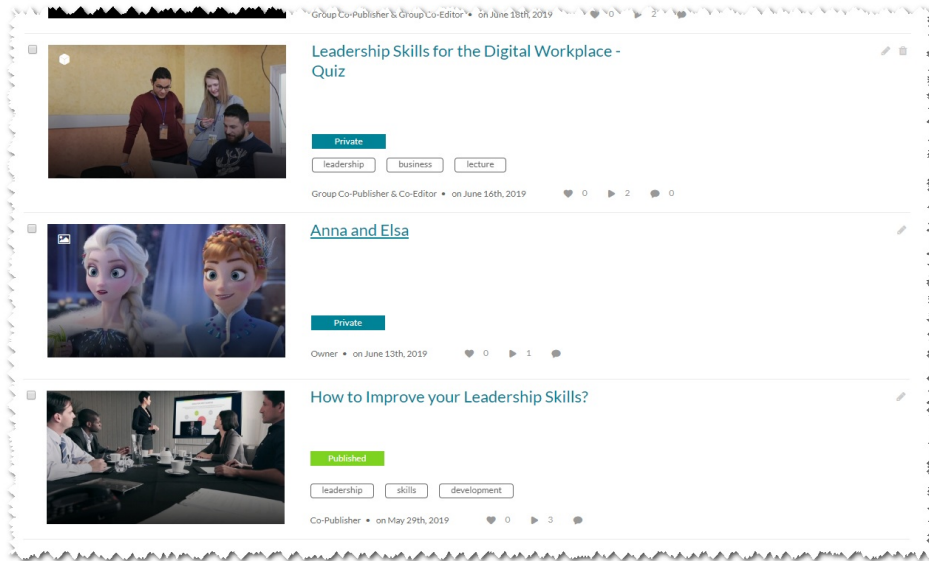 Group Co-Publisher & Group Co-Editor • on June 18th, 2019 0 2
Leadership Skills for the Digital Workplace -
Quiz
Private
leadership business lecture
Group Co-Publisher & Co-Editor • on June 16th, 2019 0 2 0
Anna and Elsa
Private
Owner • on June 13th, 2019 0 1
How to Improve your Leadership Skills?
Published
leadership skills development
Co-Publisher • on May 29th, 2019 0 3